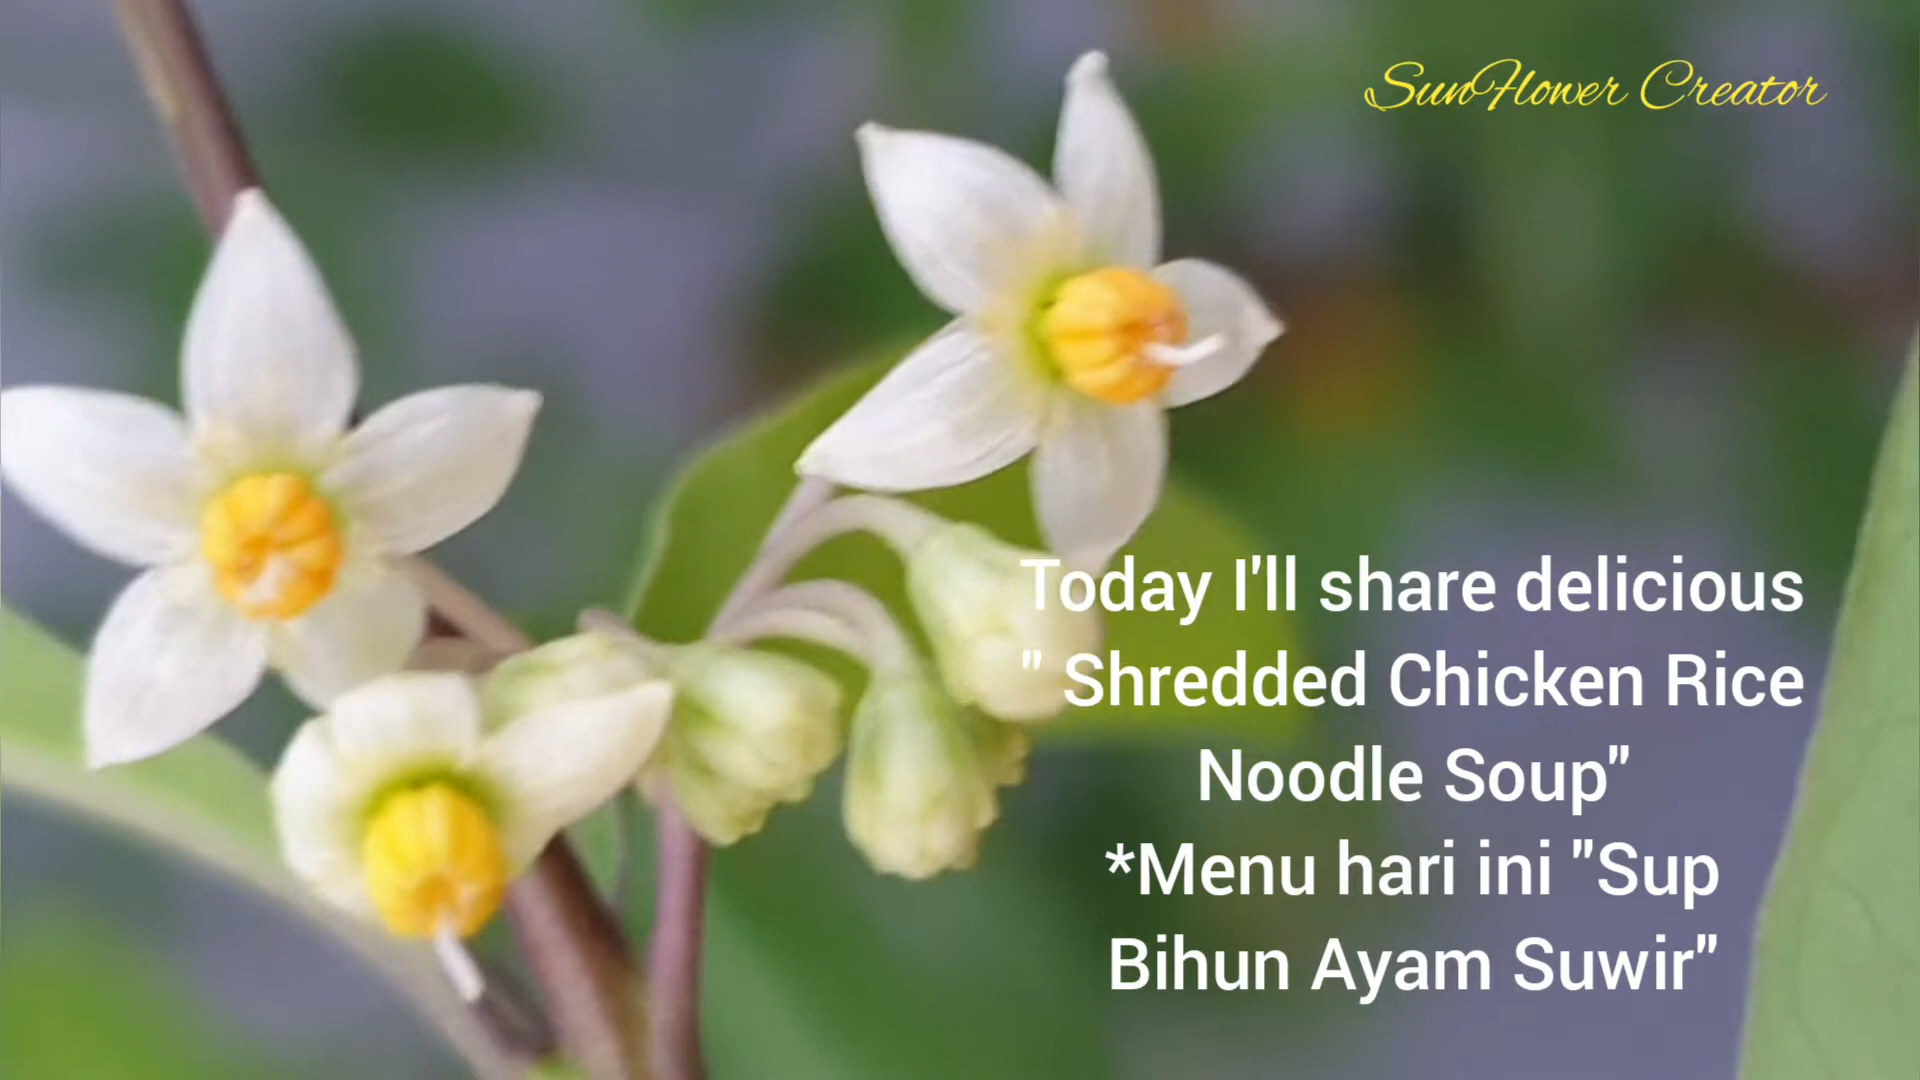 SunFlower Creator
Today I'll share delicious
" Shredded Chicken Rice
Noodle Soup"
*Menu hari ini "Sup
Bihun Ayam Suwir"